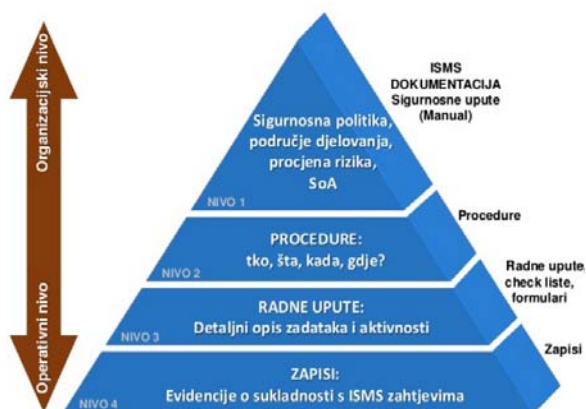 Organizacijski nivo
Operativni nivo
Sigurnosna politika,
područje djelovanja,
procjena rizika,
SoA
NIVO 1
PROCEDURE:
tko, šta, kada, gdje?
NIVO 2
RADNE UPUTE:
Detaljni opis zadataka i aktivnosti
NIVO 3
ZAPISI:
Evidencije o sukladnosti s ISMS zahtjevima
NIVO 4
ISMS
DOKUMENTACIJA
Sigurnosne upute
(Manual)
Procedure
Radne upute,
check liste,
formulari
Zapisi